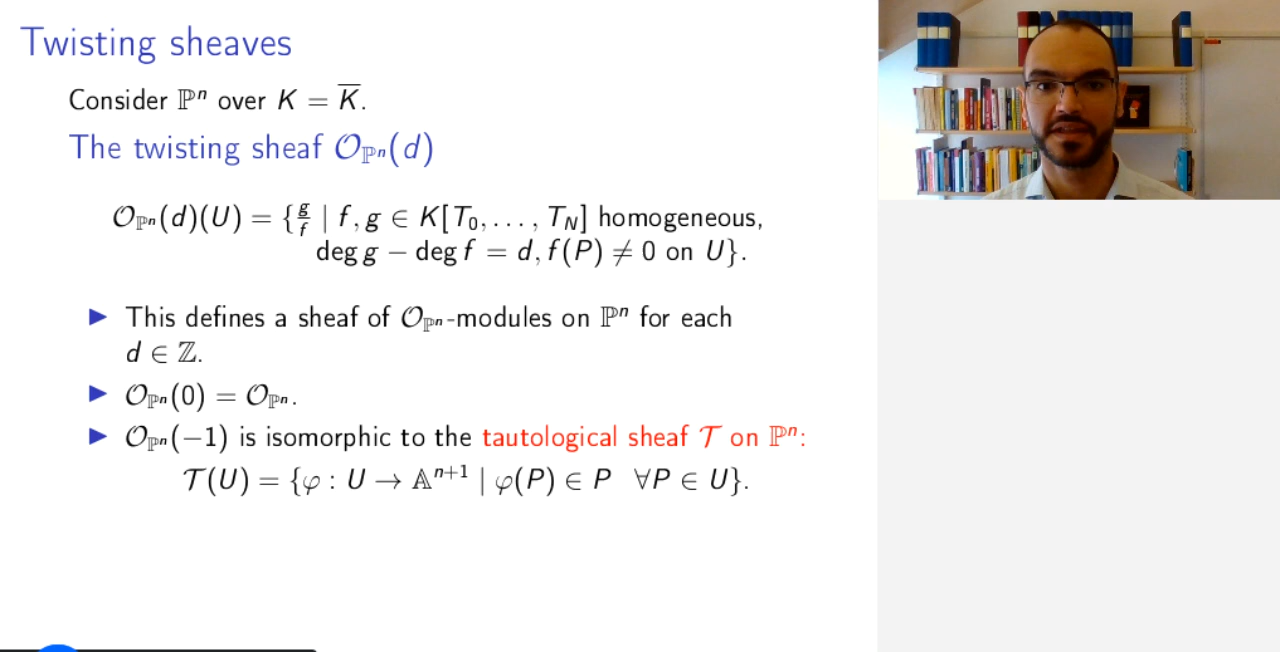 Twisting sheaves
Consider ℙⁿ over K = K̅.
The twisting sheaf 𝒪_ℙⁿ(d)
𝒪_ℙⁿ(d)(U) = {g/f | f, g ∈ K[T₀, . . . , T_N] homogeneous,
deg g − deg f = d, f(P) ≠ 0 on U}.
▶ This defines a sheaf of 𝒪_ℙⁿ-modules on ℙⁿ for each
d ∈ ℤ.
▶ 𝒪_ℙⁿ(0) = 𝒪_ℙⁿ.
▶ 𝒪_ℙⁿ(−1) is isomorphic to the tautological sheaf 𝒯 on ℙⁿ:
𝒯(U) = {φ : U → 𝔸ⁿ⁺¹ | φ(P) ∈ P ∀P ∈ U}.